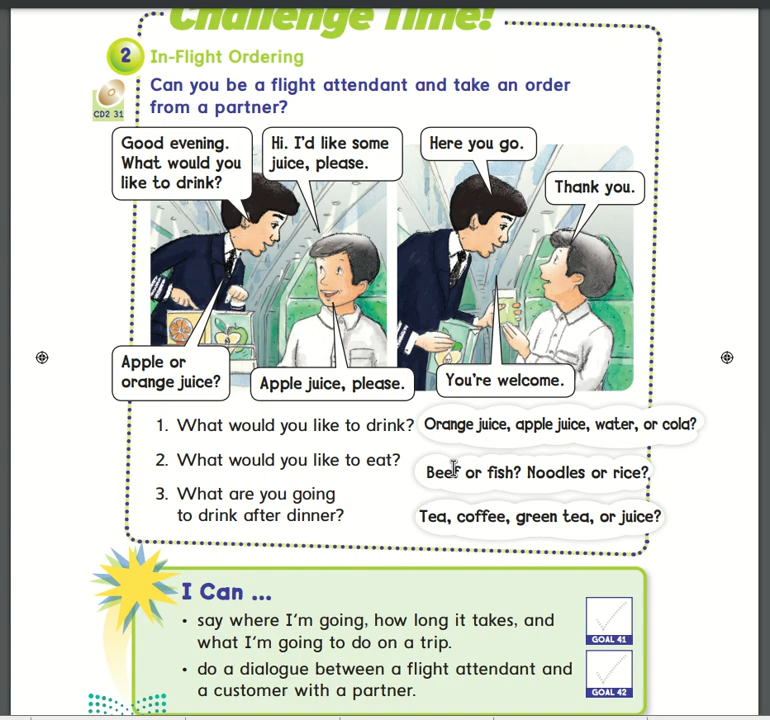 Challenge Time!
2 In-Flight Ordering
CD2 31
Can you be a flight attendant and take an order
from a partner?
Good evening.
What would you
like to drink?
Hi. I'd like some
juice, please.
Apple or
orange juice?
Apple juice, please.
Here you go.
Thank you.
You're welcome.
1. What would you like to drink? Orange juice, apple juice, water, or cola?
2. What would you like to eat? Beef or fish? Noodles or rice?
3. What are you going
to drink after dinner? Tea, coffee, green tea, or juice?
I Can ...
• say where I'm going, how long it takes, and
what I'm going to do on a trip.
GOAL 41
• do a dialogue between a flight attendant and
a customer with a partner.
GOAL 42